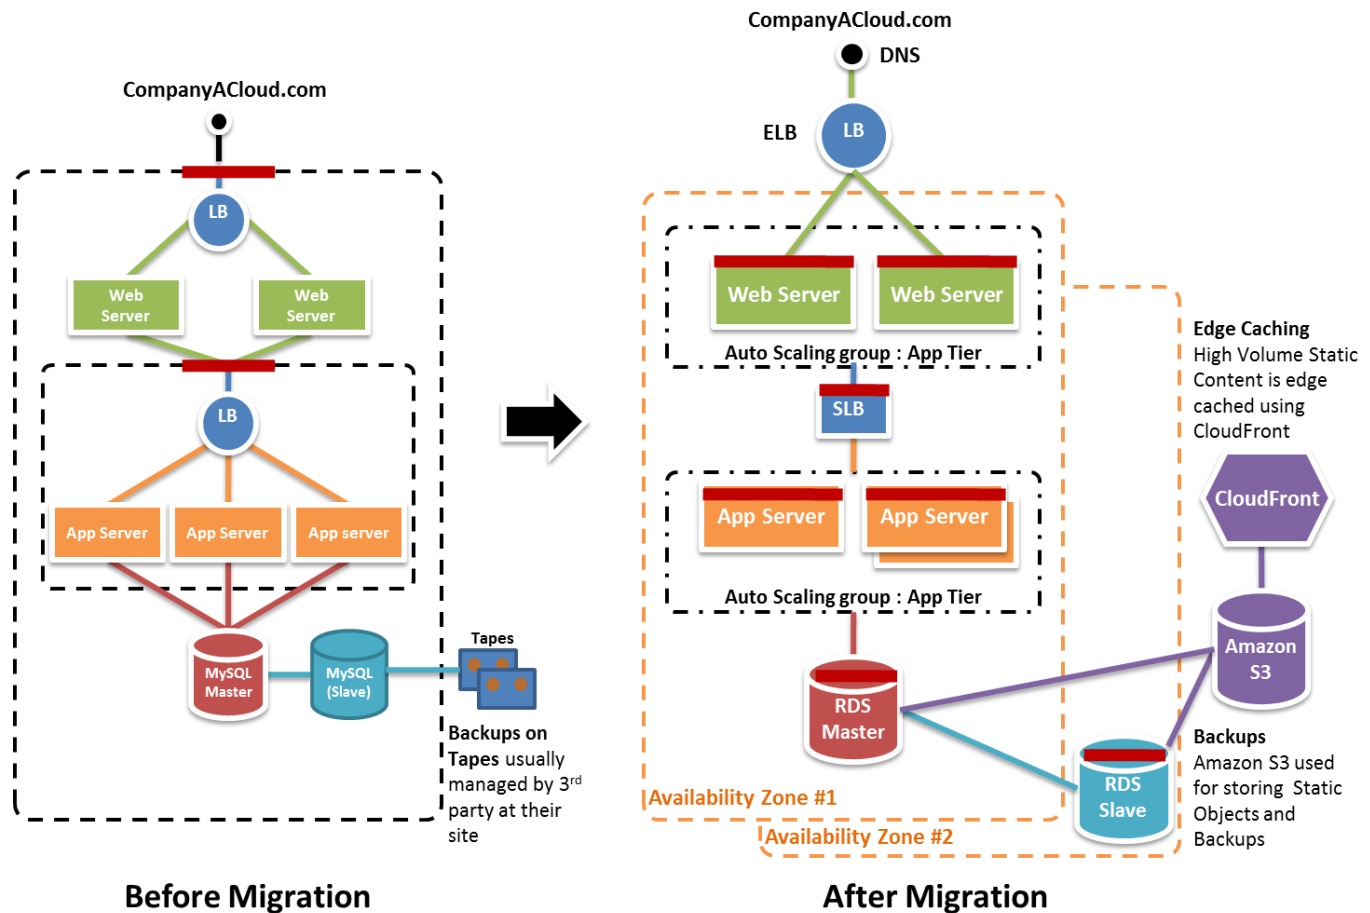 CompanyACloud.com
LB
Web
Server
Web
Server
LB
App Server
App Server
App server
MySQL
Master
MySQL
(Slave)
Tapes
Backups on
Tapes usually
managed by 3rd
party at their
site
Before Migration
CompanyACloud.com
DNS
ELB
LB
Web Server
Web Server
Auto Scaling group : App Tier
SLB
App Server
App Server
Auto Scaling group : App Tier
RDS
Master
Availability Zone #1
Availability Zone #2
RDS
Slave
Edge Caching
High Volume Static
Content is edge
cached using
CloudFront
CloudFront
Amazon
S3
Backups
Amazon S3 used
for storing Static
Objects and
Backups
After Migration